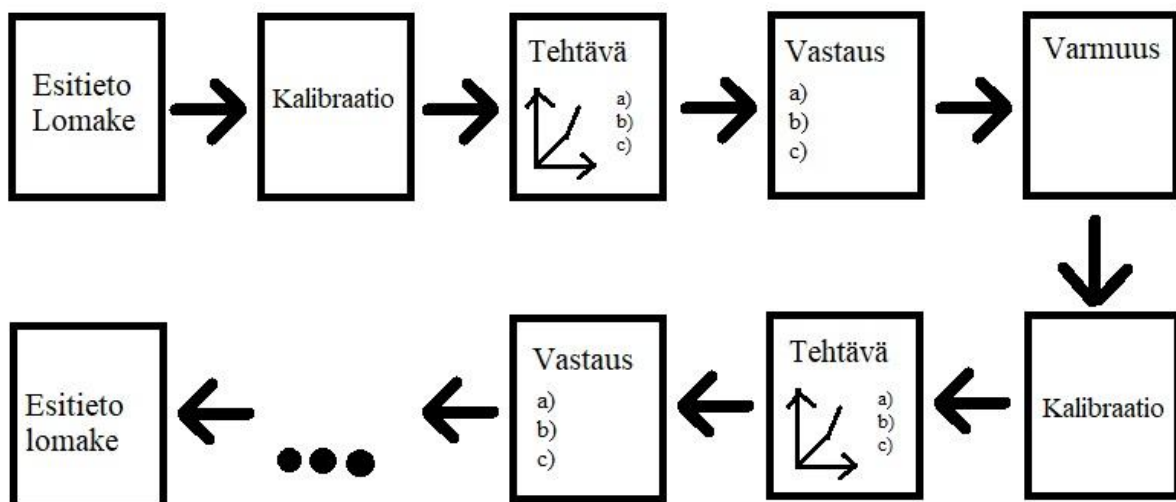 Esitieto
Lomake
Kalibraatio
Tehtävä
a)
b)
c)
Vastaus
a)
b)
c)
Varmuus
Kalibraatio
Tehtävä
a)
b)
c)
Vastaus
a)
b)
c)
Esitieto
lomake